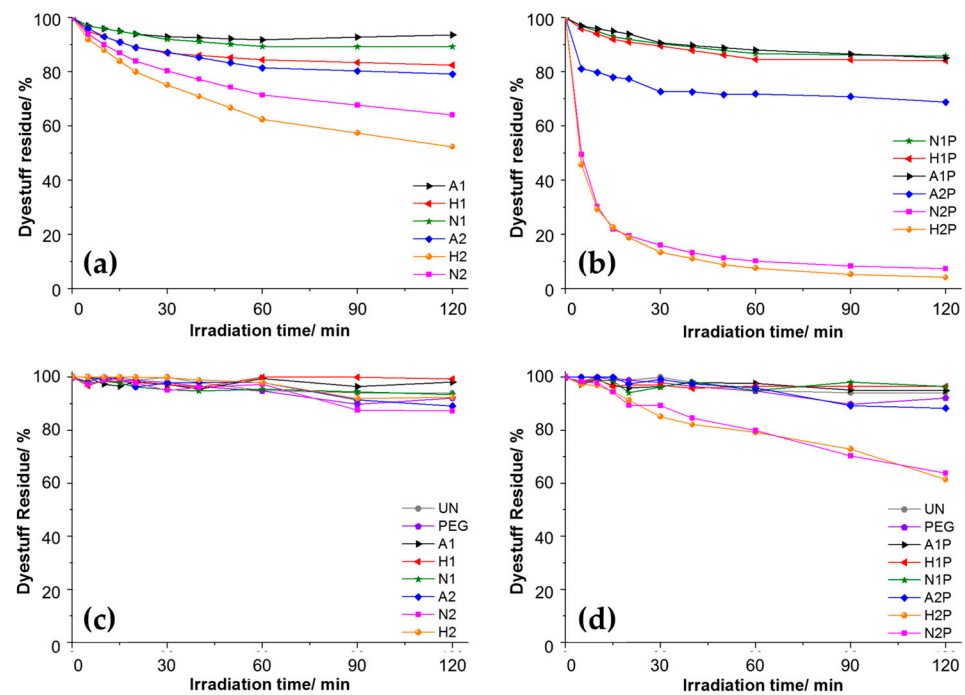 100
80
60
40
20
0
Dyestuff residue/ %
A1
H1
N1
A2
H2
N2
(a)
0 30 60 90 120
Irradiation time/ min
100
80
60
40
20
0
Dyestuff residue/ %
N1P
H1P
A1P
A2P
N2P
H2P
(b)
0 30 60 90 120
Irradiation time/ min
100
80
60
40
20
0
Dyestuff Residue/ %
UN
PEG
A1
H1
N1
A2
N2
H2
(c)
0 30 60 90 120
Irradiation time/ min
100
80
60
40
20
0
Dyestuff Residue/ %
UN
PEG
A1P
H1P
N1P
A2P
H2P
N2P
(d)
0 30 60 90 120
Irradiation time/ min